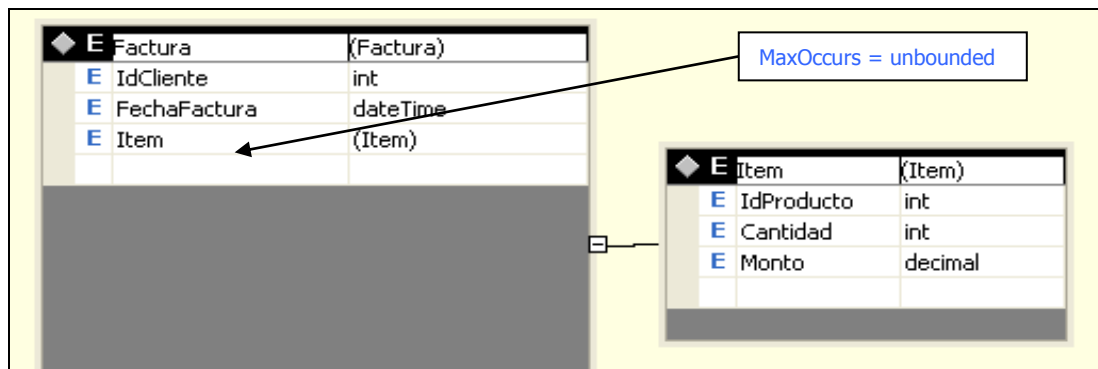 E Factura (Factura)
E IdCliente int
E FechaFactura dateTime
E Item (Item)
MaxOccurs = unbounded
E Item (Item)
E IdProducto int
E Cantidad int
E Monto decimal